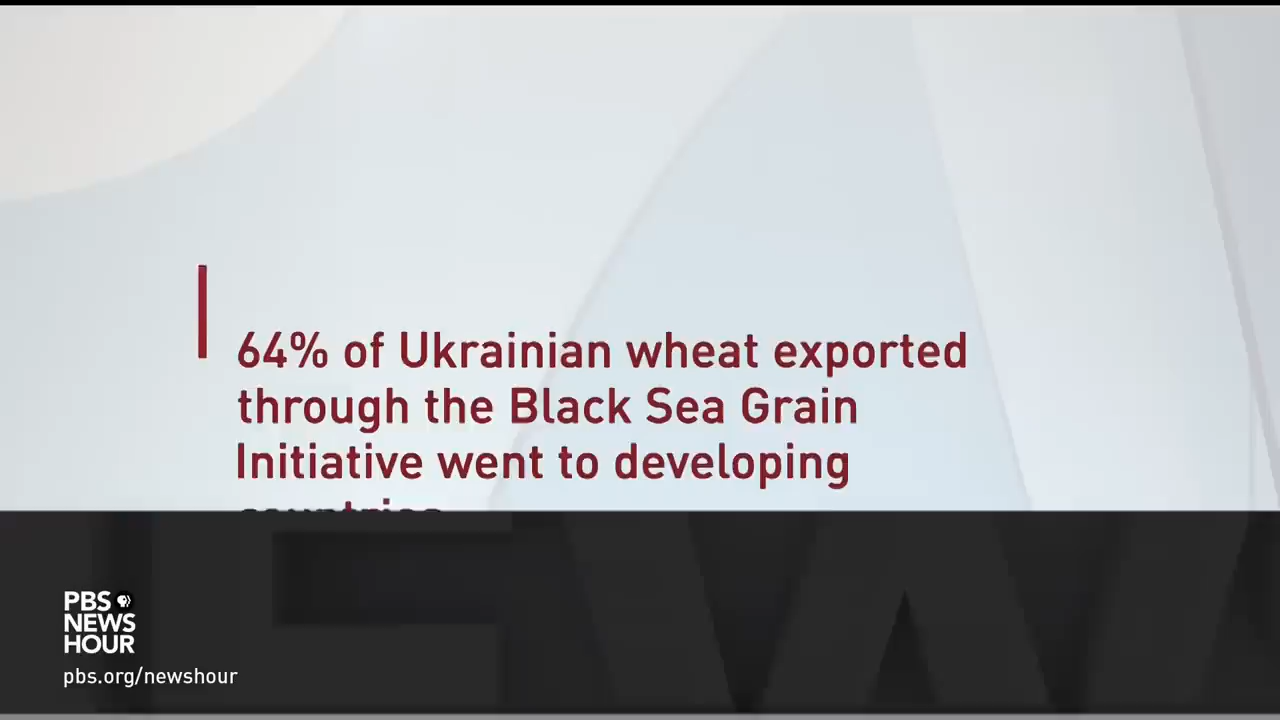 64% of Ukrainian wheat exported
through the Black Sea Grain
Initiative went to developing
countries
PBS
NEWS
HOUR
pbs.org/newshour